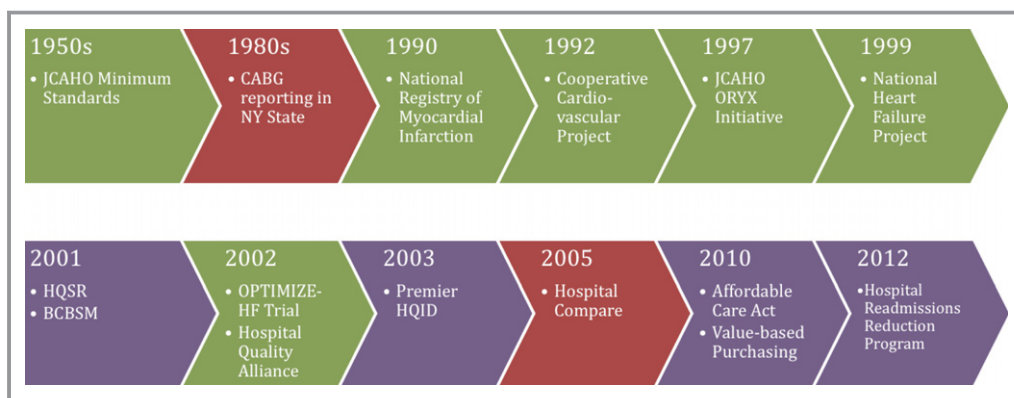 1950s
• JCAHO Minimum
Standards
1980s
• CABG
reporting in
NY State
1990
• National
Registry of
Myocardial
Infarction
1992
• Cooperative
Cardio-
vascular
Project
1997
• JCAHO
ORYX
Initiative
1999
• National
Heart
Failure
Project
2001
• HQSR
• BCBSM
2002
• OPTIMIZE-
HF Trial
• Hospital
Quality
Alliance
2003
• Premier
HQID
2005
• Hospital
Compare
2010
• Affordable
Care Act
• Value-based
Purchasing
2012
•Hospital
Readmissions
Reduction
Program